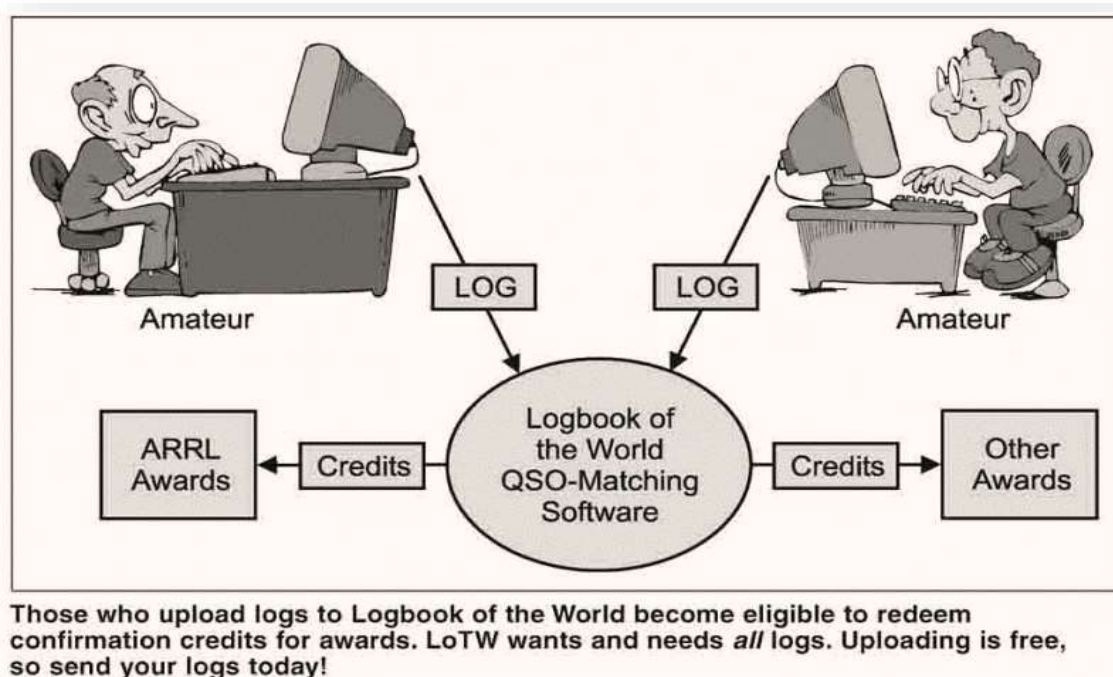 Amateur
Amateur
LOG
LOG
Logbook of
the World
QSO-Matching
Software
ARRL
Awards
Credits
Credits
Other
Awards
Those who upload logs to Logbook of the World become eligible to redeem
confirmation credits for awards. LoTW wants and needs all logs. Uploading is free,
so send your logs today!